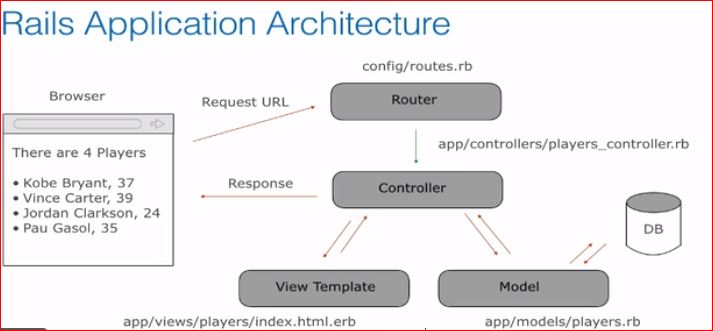 Rails Application Architecture
config/routes.rb
Browser
Request URL
Router
There are 4 Players
app/controllers/players_controller.rb
• Kobe Bryant, 37
• Vince Carter, 39
• Jordan Clarkson, 24
• Pau Gasol, 35
Response
Controller
DB
View Template
Model
app/views/players/index.html.erb
app/models/players.rb